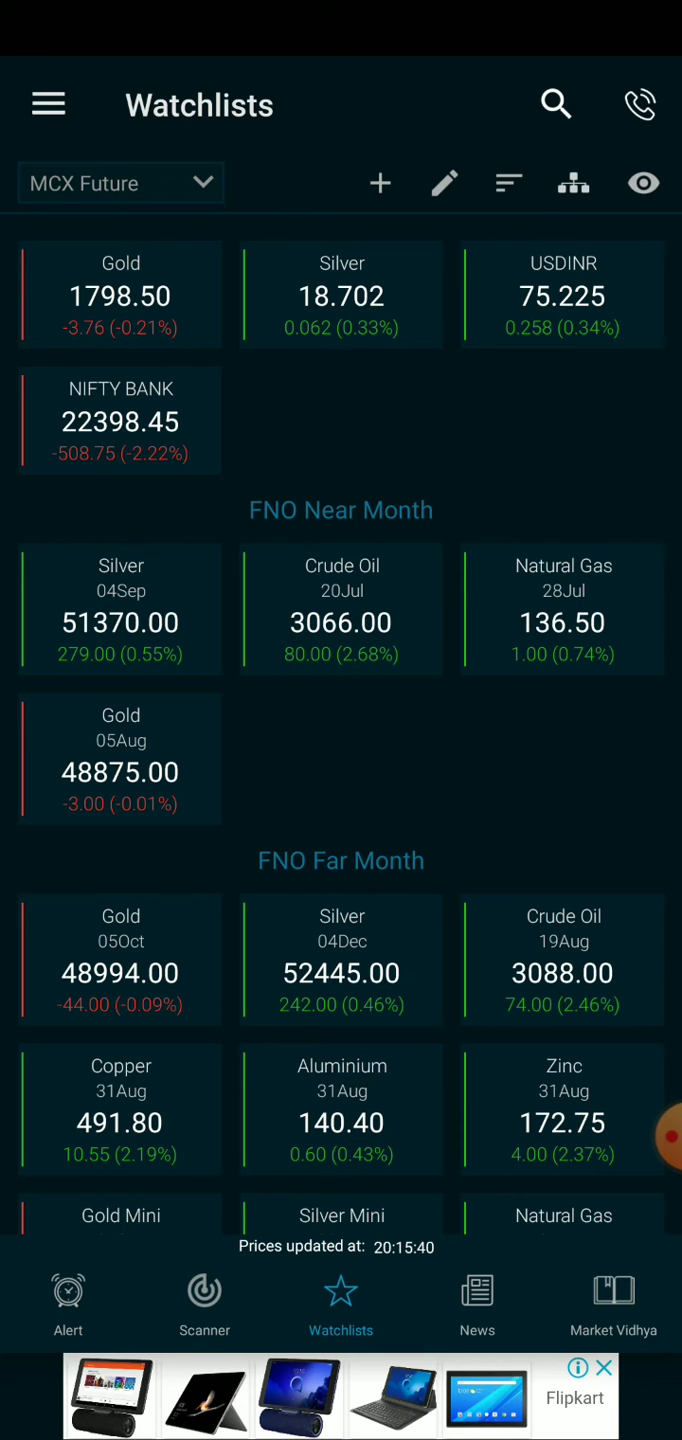 Watchlists
MCX Future
Gold Silver USDINR
1798.50 18.702 75.225
-3.76 (-0.21%) 0.062 (0.33%) 0.258 (0.34%)
NIFTY BANK
22398.45
-508.75 (-2.22%)
FNO Near Month
Silver Crude Oil Natural Gas
04Sep 20Jul 28Jul
51370.00 3066.00 136.50
279.00 (0.55%) 80.00 (2.68%) 1.00 (0.74%)
Gold
05Aug
48875.00
-3.00 (-0.01%)
FNO Far Month
Gold Silver Crude Oil
05Oct 04Dec 19Aug
48994.00 52445.00 3088.00
-44.00 (-0.09%) 242.00 (0.46%) 74.00 (2.46%)
Copper Aluminium Zinc
31Aug 31Aug 31Aug
491.80 140.40 172.75
10.55 (2.19%) 0.60 (0.43%) 4.00 (2.37%)
Gold Mini Silver Mini Natural Gas
Prices updated at: 20:15:40
Alert Scanner Watchlists News Market Vidhya
Flipkart